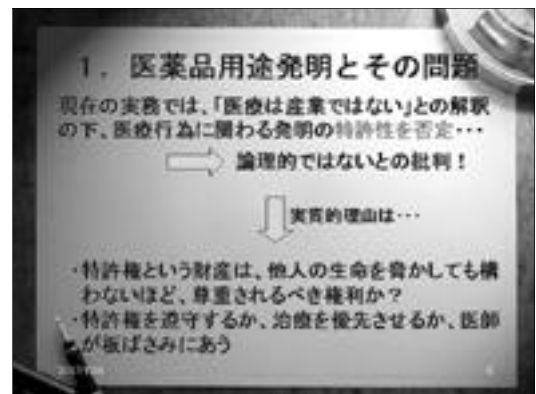 1．医薬品用途発明とその問題
現在の実務では、「医療は産業ではない」との解釈
の下、医療行為に関わる発明の特許性を否定･･･
論理的ではないとの批判！
実質的理由は･･･
・特許権という財産は、他人の生命を脅かしても構
わないほど、尊重されるべき権利か？
・特許権を遵守するか、治療を優先させるか、医師
が板ばさみにあう